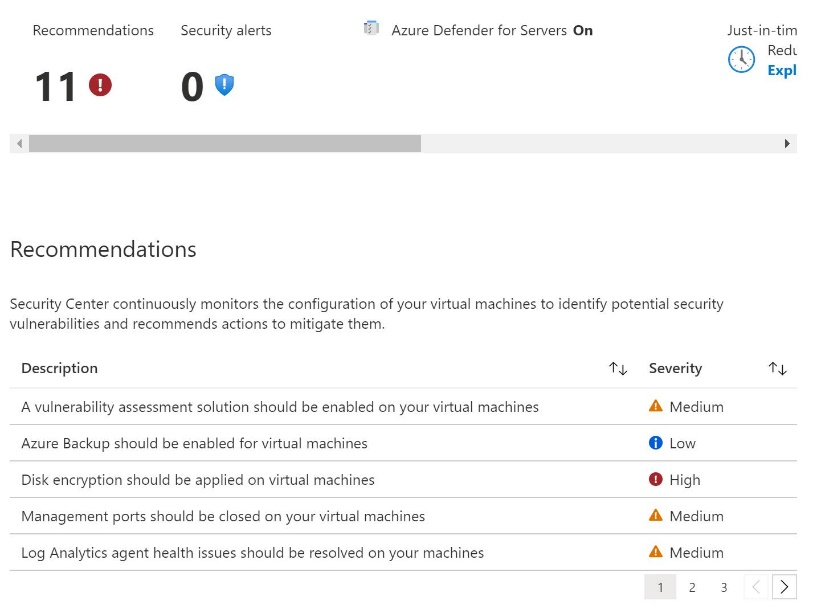 Recommendations
Security alerts
Azure Defender for Servers On
Just-in-tim
Redu
Expl
11
0
Recommendations
Security Center continuously monitors the configuration of your virtual machines to identify potential security
vulnerabilities and recommends actions to mitigate them.
Description Severity
A vulnerability assessment solution should be enabled on your virtual machines Medium
Azure Backup should be enabled for virtual machines Low
Disk encryption should be applied on virtual machines High
Management ports should be closed on your virtual machines Medium
Log Analytics agent health issues should be resolved on your machines Medium
1 2 3